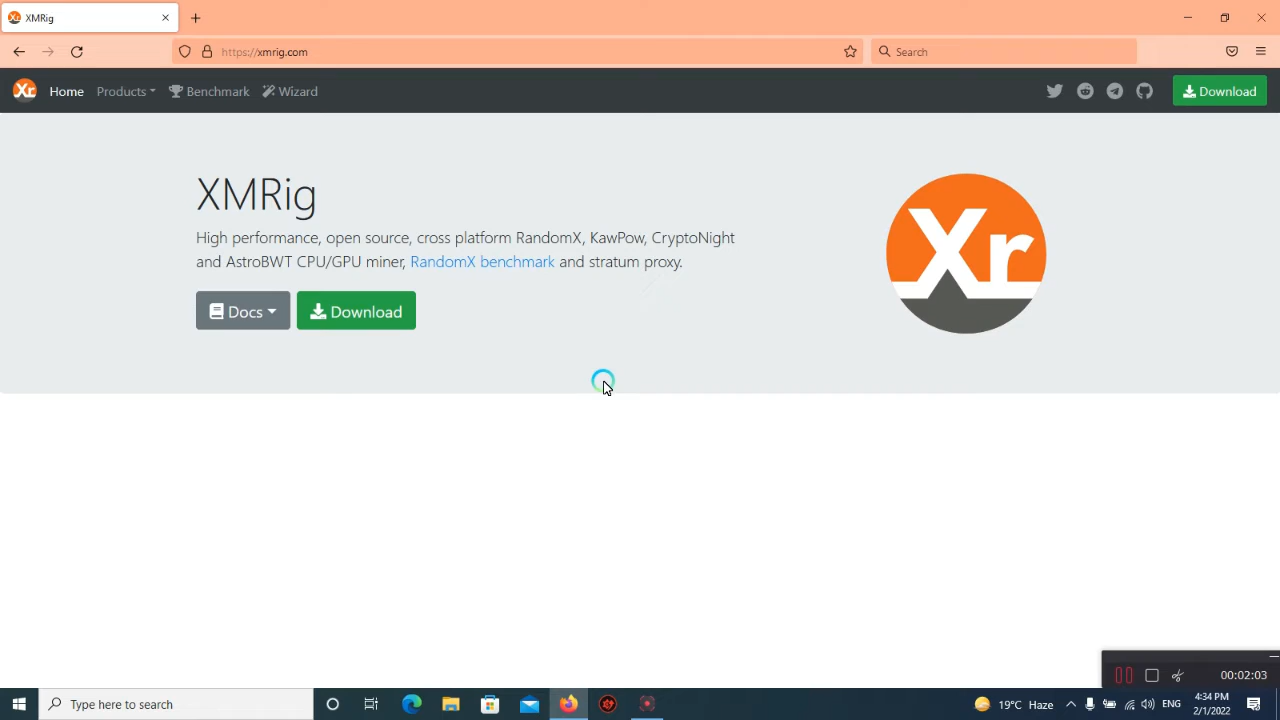 XMRig
https://xmrig.com
Search
Xr
Home
Products
Benchmark
Wizard
Download
XMRig
High performance, open source, cross platform RandomX, KawPow, CryptoNight
and AstroBWT CPU/GPU miner, RandomX benchmark and stratum proxy.
Docs
Download
Xr
00:02:03
Type here to search
19°C Haze
ENG
4:34 PM
2/1/2022